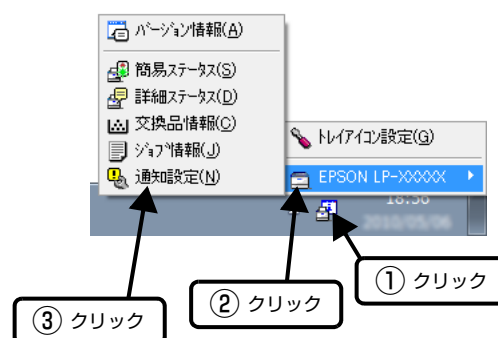 バージョン情報(A)
簡易ステータス(S)
詳細ステータス(D)
交換品情報(C)
ジョブ情報(J)
通知設定(N)
トレイアイコン設定(G)
EPSON LP-XXXXX
18:56
2010/05/06
① クリック
② クリック
③ クリック